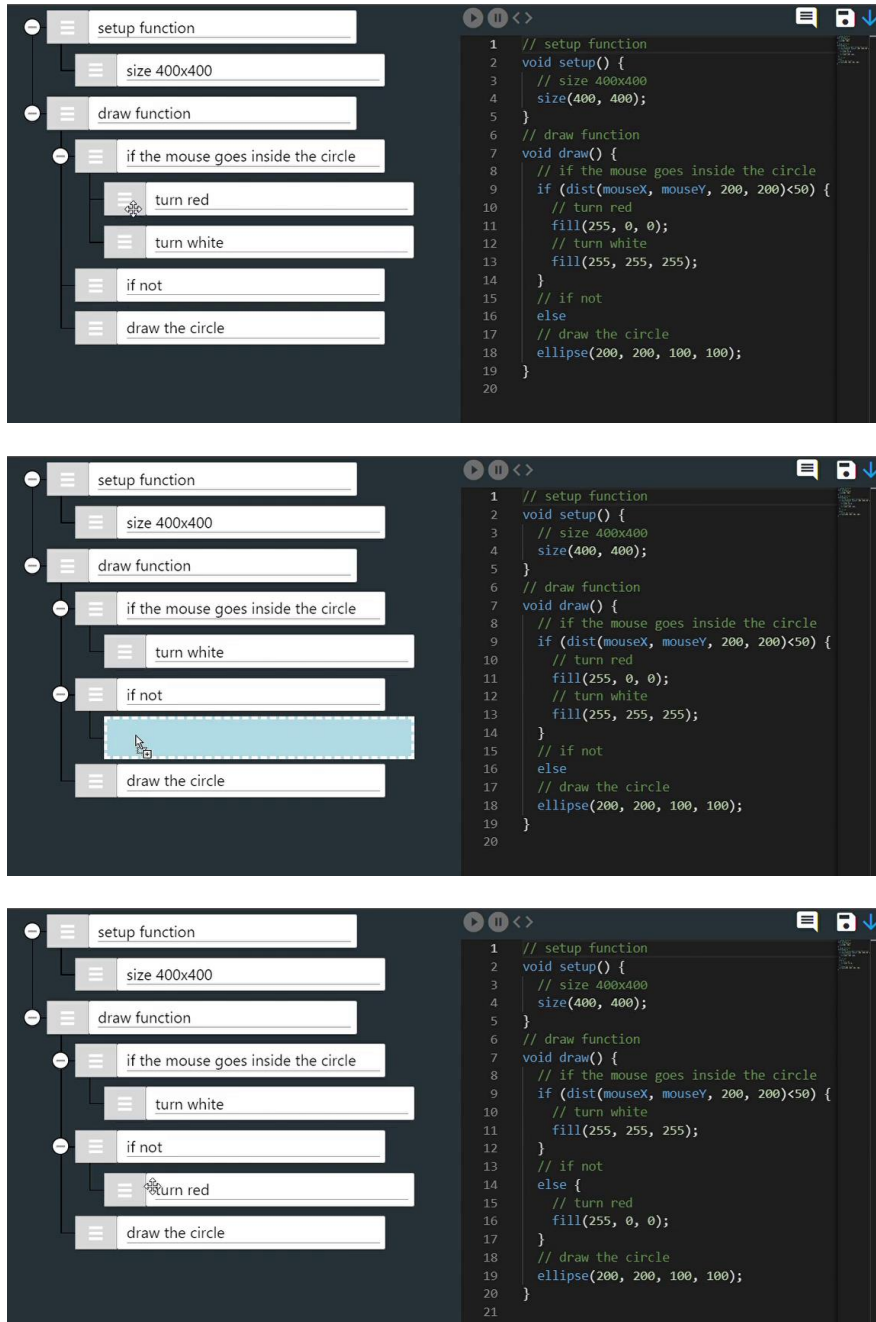 setup function
size 400x400
draw function
if the mouse goes inside the circle
turn red
turn white
if not
draw the circle
1 // setup function
2 void setup() {
3 // size 400x400
4 size(400, 400);
5 }
6 // draw function
7 void draw() {
8 // if the mouse goes inside the circle
9 if (dist(mouseX, mouseY, 200, 200)<50) {
10 // turn red
11 fill(255, 0, 0);
12 // turn white
13 fill(255, 255, 255);
14 }
15 // if not
16 else
17 // draw the circle
18 ellipse(200, 200, 100, 100);
19 }
20
setup function
size 400x400
draw function
if the mouse goes inside the circle
turn white
if not
draw the circle
1 // setup function
2 void setup() {
3 // size 400x400
4 size(400, 400);
5 }
6 // draw function
7 void draw() {
8 // if the mouse goes inside the circle
9 if (dist(mouseX, mouseY, 200, 200)<50) {
10 // turn red
11 fill(255, 0, 0);
12 // turn white
13 fill(255, 255, 255);
14 }
15 // if not
16 else
17 // draw the circle
18 ellipse(200, 200, 100, 100);
19 }
20
setup function
size 400x400
draw function
if the mouse goes inside the circle
turn white
if not
turn red
draw the circle
1 // setup function
2 void setup() {
3 // size 400x400
4 size(400, 400);
5 }
6 // draw function
7 void draw() {
8 // if the mouse goes inside the circle
9 if (dist(mouseX, mouseY, 200, 200)<50) {
10 // turn white
11 fill(255, 255, 255);
12 }
13 // if not
14 else {
15 // turn red
16 fill(255, 0, 0);
17 }
18 // draw the circle
19 ellipse(200, 200, 100, 100);
20 }
21